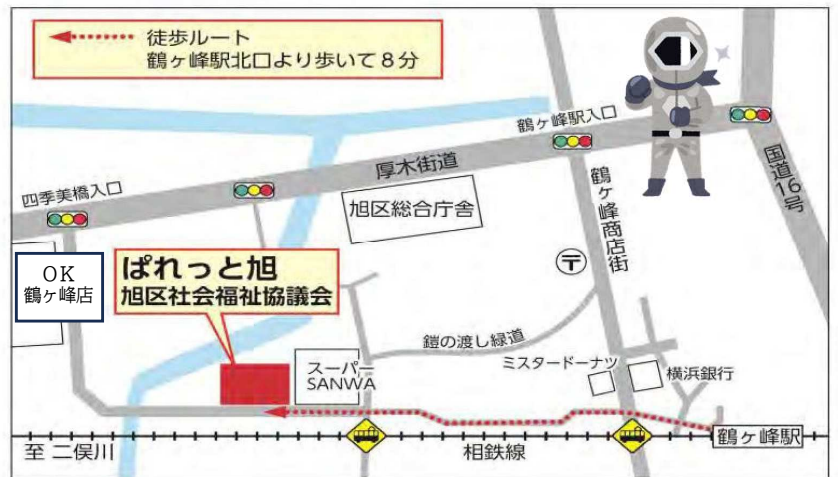 徒歩ルート
鶴ヶ峰駅北口より歩いて8分
鶴ヶ峰駅入口
国道16号
厚木街道
四季美橋入口
旭区総合庁舎
鶴ヶ峰商店街
〒
OK
鶴ヶ峰店
ぱれっと旭
旭区社会福祉協議会
鎧の渡し緑道
スーパー
SANWA
ミスタードーナツ
横浜銀行
鶴ヶ峰駅
至 二俣川
相鉄線